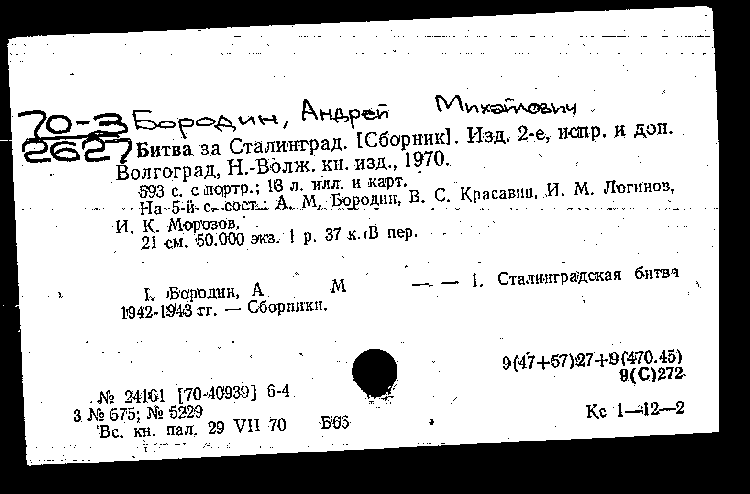 70-3 Бородин, Андрей Михайлович
2627 Битва за Сталинград. [Сборник]. Изд. 2-е, испр. и доп.
Волгоград, Н.-Волж. кн. изд., 1970.
593 с. с портр.; 16 л. илл. и карт.
На 5-й с. сост.: А. М. Бородин, В. С. Красавин, И. М. Логинов,
И. К. Морозов.
21 см. 50.000 экз. 1 р. 37 к. В пер.
I. Бородин, А М — — 1. Сталинградская битва
1942-1943 гг. — Сборники.
9(47+57)27+9(470.45)
9(С)272
№ 24161 [70-40939] 6-4
3 № 575; № 5229
Вс. кн. пал. 29 VII 70 Б66
Кс 1—12—2